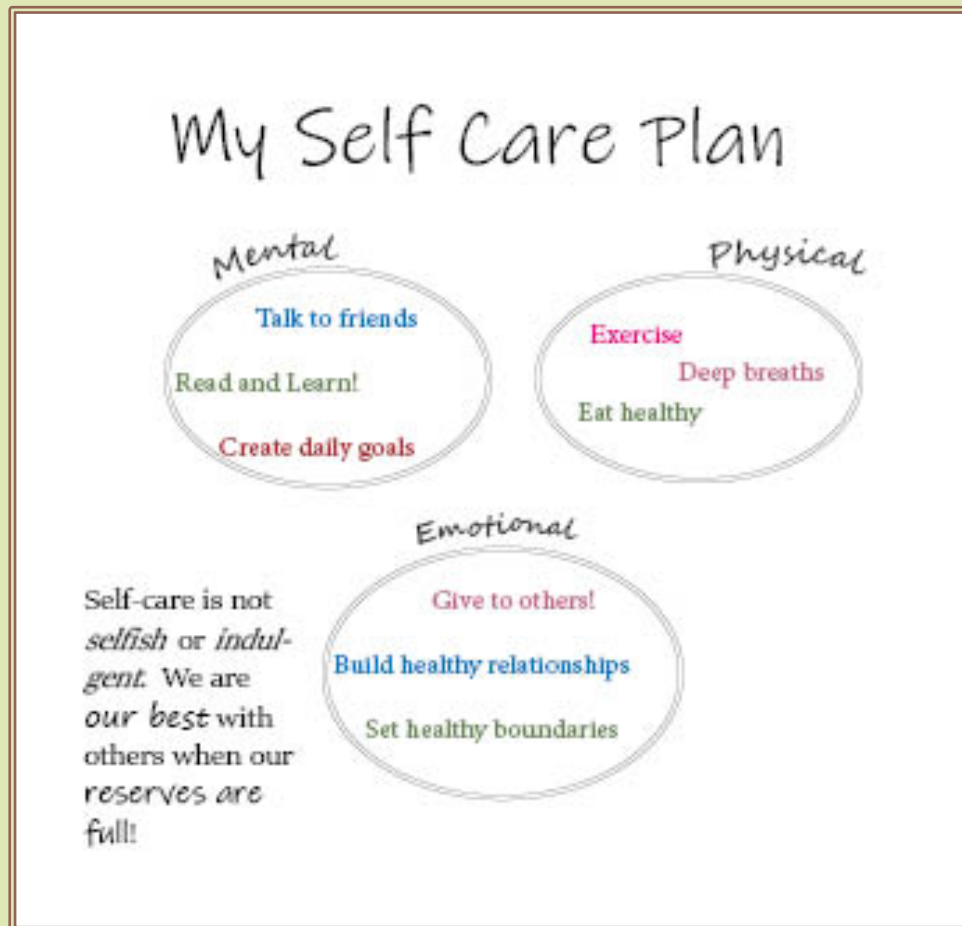 My Self Care Plan
Mental
Talk to friends
Read and Learn!
Create daily goals
Physical
Exercise
Deep breaths
Eat healthy
Emotional
Give to others!
Build healthy relationships
Set healthy boundaries
Self-care is not
selfish or indul-
gent. We are
our best with
others when our
reserves are
full!